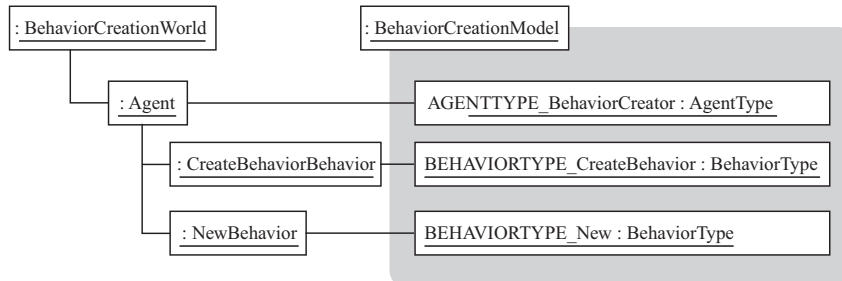 : BehaviorCreationWorld
: BehaviorCreationModel
: Agent
AGENTTYPE_BehaviorCreator : AgentType
: CreateBehaviorBehavior
BEHAVIORTYPE_CreateBehavior : BehaviorType
: NewBehavior
BEHAVIORTYPE_New : BehaviorType